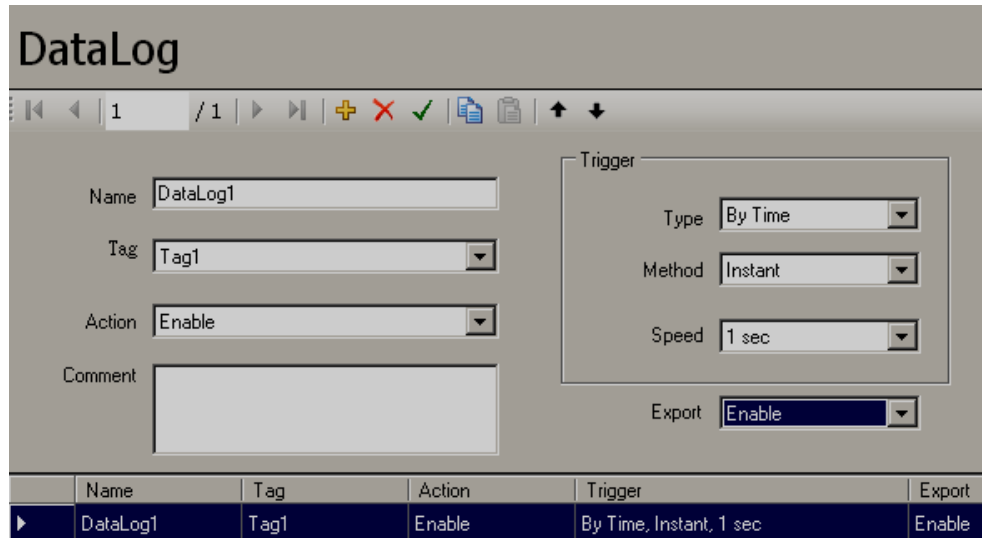 DataLog
1 / 1
Name DataLog1
Tag Tag1
Action Enable
Comment
Trigger
Type By Time
Method Instant
Speed 1 sec
Export Enable
Name Tag Action Trigger Export
DataLog1 Tag1 Enable By Time, Instant, 1 sec Enable